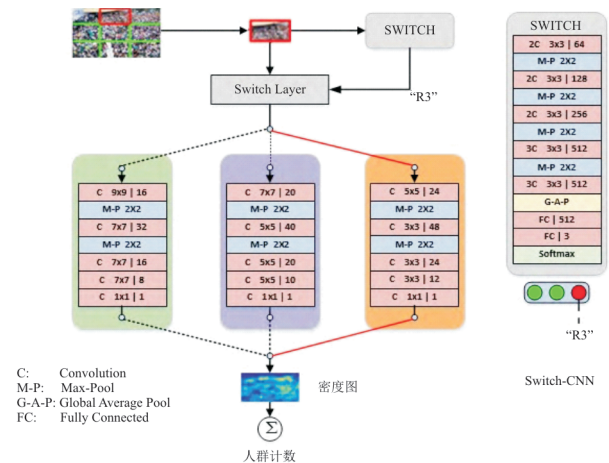 SWITCH
Switch Layer
"R3"
C 9x9 | 16
M-P 2X2
C 7x7 | 32
M-P 2X2
C 7x7 | 16
C 7x7 | 8
C 1x1 | 1
C 7x7 | 20
M-P 2X2
C 5x5 | 40
M-P 2X2
C 5x5 | 20
C 5x5 | 10
C 1x1 | 1
C 5x5 | 24
M-P 2X2
C 3x3 | 48
M-P 2X2
C 3x3 | 24
C 3x3 | 12
C 1x1 | 1
密度图
Σ
人群计数
C: Convolution
M-P: Max-Pool
G-A-P: Global Average Pool
FC: Fully Connected
SWITCH
2C 3x3 | 64
M-P 2X2
2C 3x3 | 128
M-P 2X2
2C 3x3 | 256
M-P 2X2
3C 3x3 | 512
M-P 2X2
3C 3x3 | 512
G-A-P
FC | 512
FC | 3
Softmax
"R3"
Switch-CNN